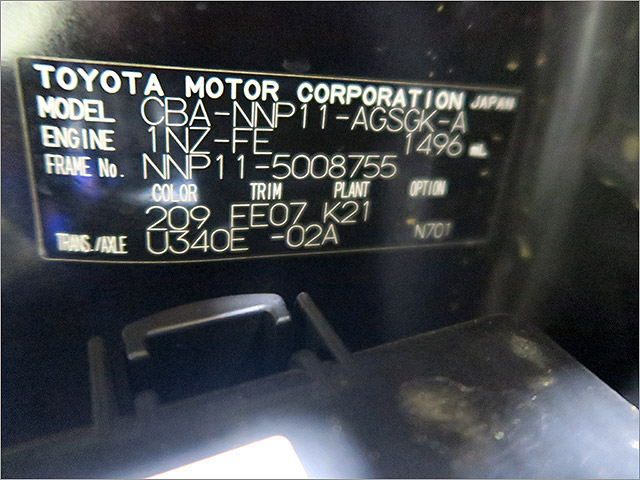 TOYOTA MOTOR CORPORATION JAPAN
MODEL CBA-NNP11-AGSGK-A
ENGINE 1NZ-FE 1496 mL
FRAME No. NNP11-5008755
COLOR TRIM PLANT OPTION
209 FE07 K21
TRANS./AXLE U340E -02A N701